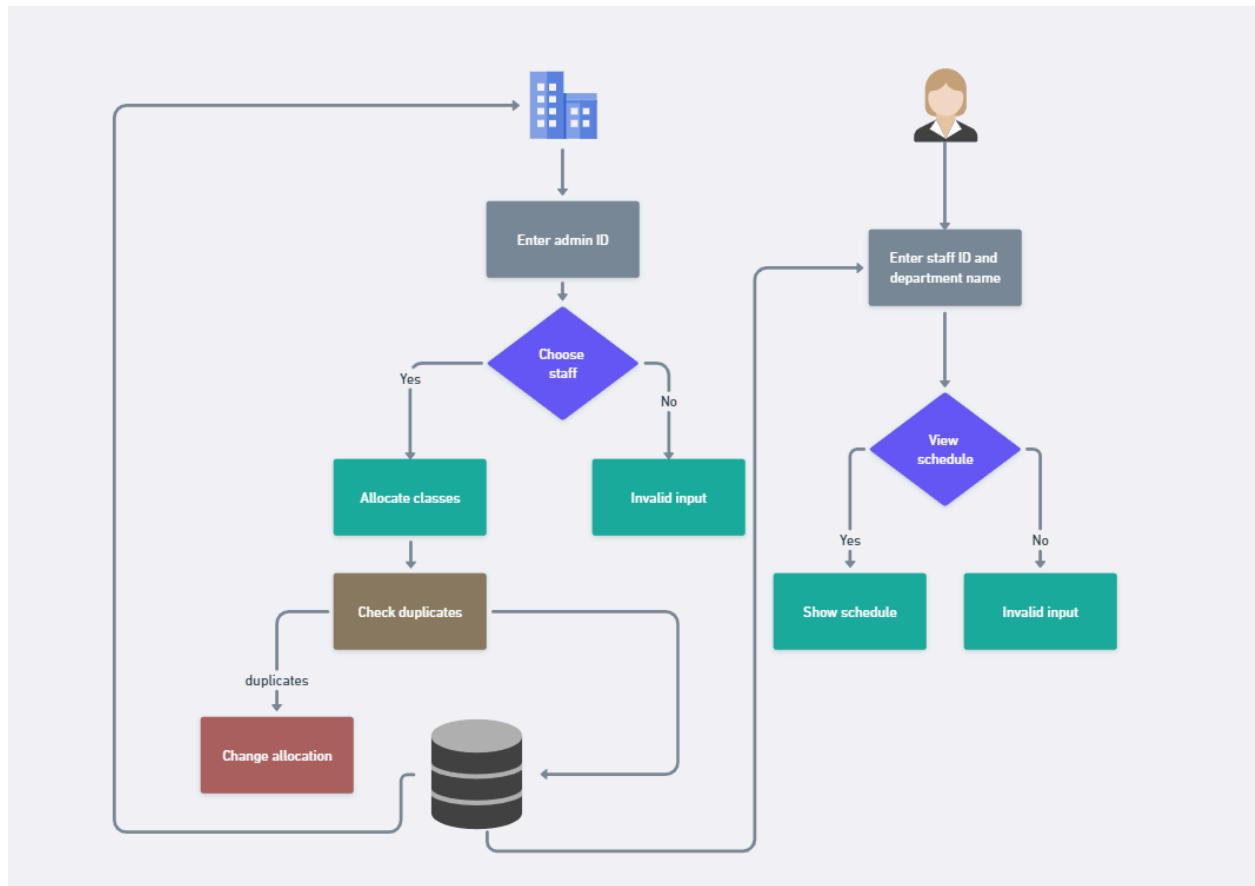 Enter admin ID
Choose
staff
Yes
No
Allocate classes
Invalid input
Check duplicates
duplicates
Change allocation
Enter staff ID and
department name
View
schedule
Yes
No
Show schedule
Invalid input